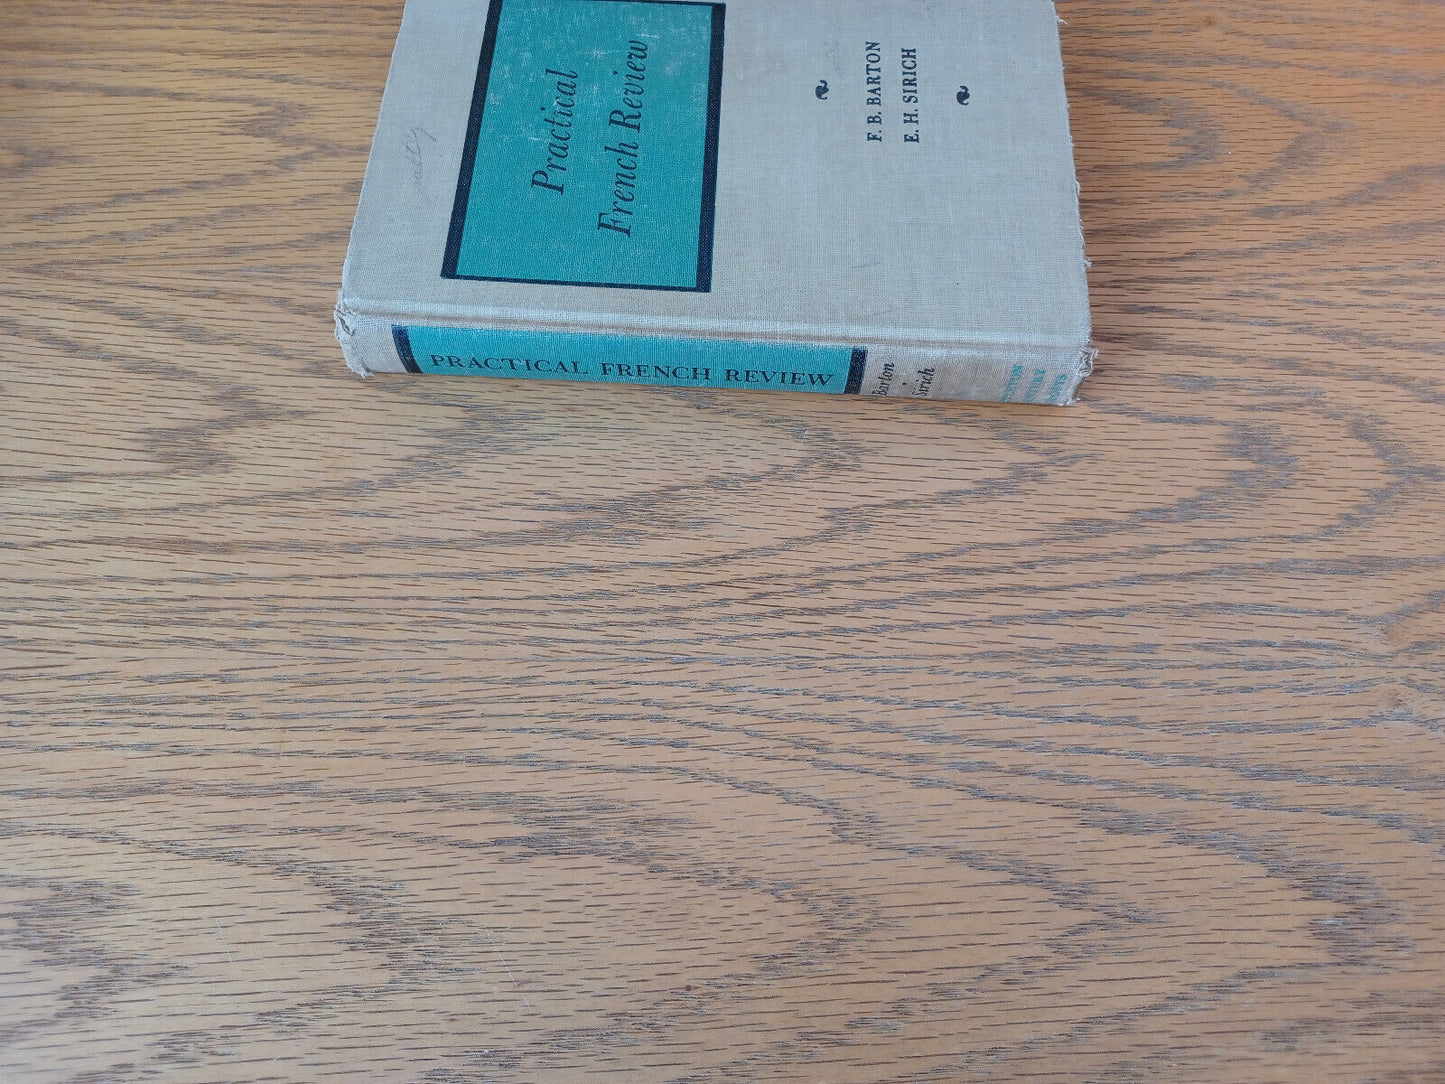 Practical
French Review
F. B. BARTON
E. H. SIRICH
PRACTICAL FRENCH REVIEW
Barton
Sirich